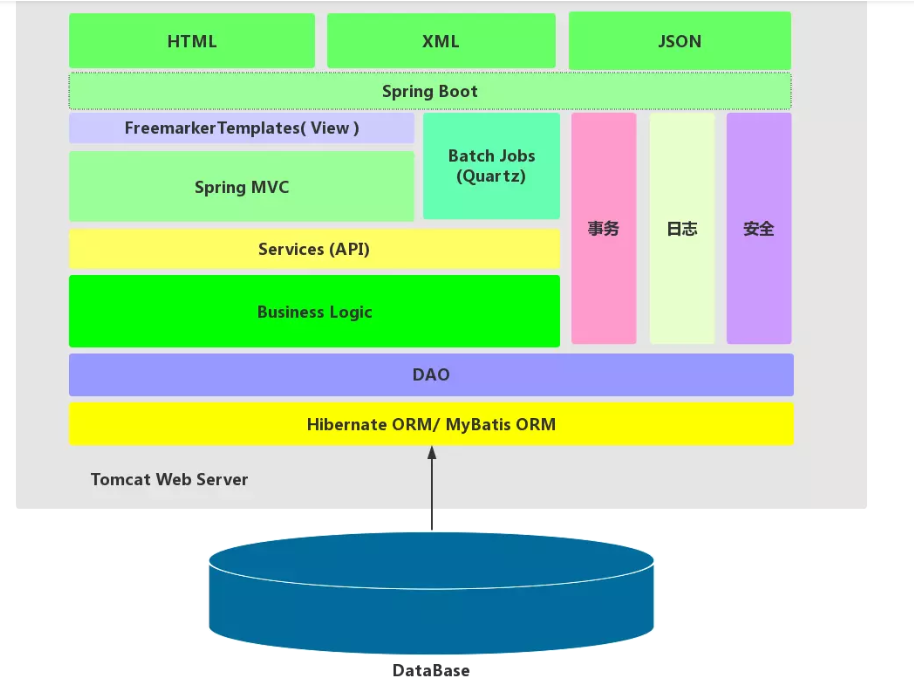 HTML
XML
JSON
Spring Boot
FreemarkerTemplates( View )
Batch Jobs
(Quartz)
Spring MVC
事务
日志
安全
Services (API)
Business Logic
DAO
Hibernate ORM/ MyBatis ORM
Tomcat Web Server
DataBase